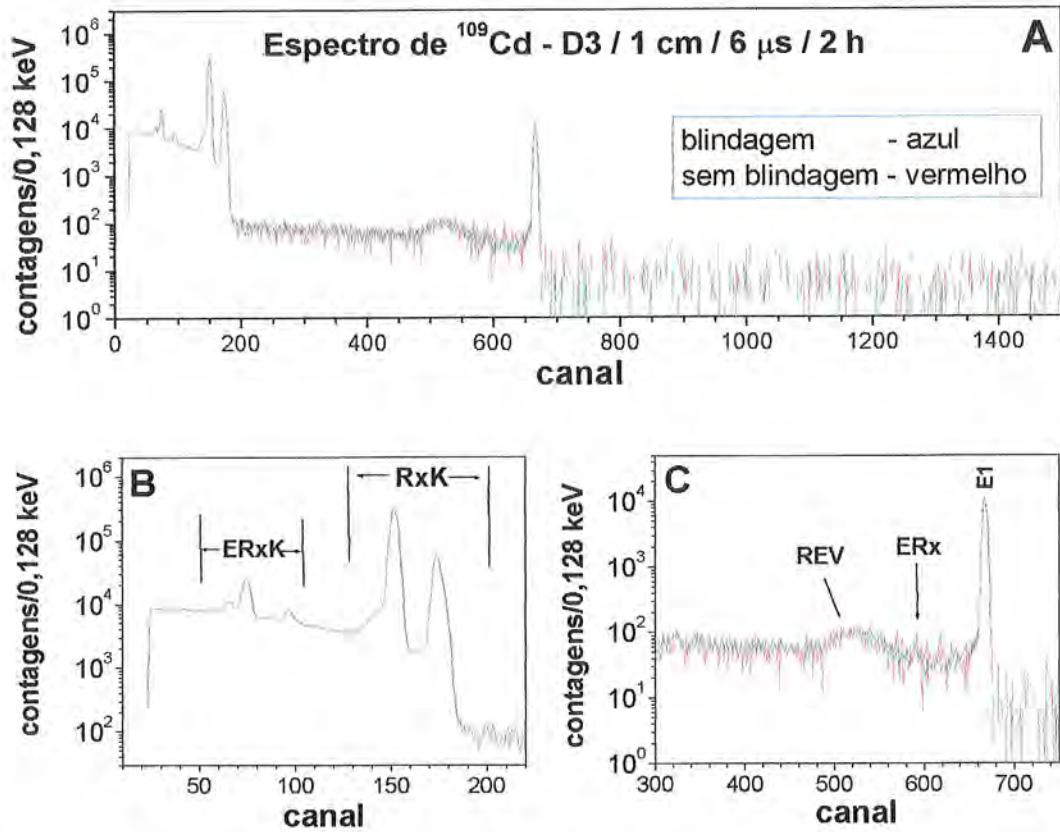 Espectro de ¹⁰⁹Cd - D3 / 1 cm / 6 μs / 2 h
A
blindagem - azul
sem blindagem - vermelho
contagens/0,128 keV
10⁶
10⁵
10⁴
10³
10²
10¹
10⁰
0 200 400 600 800 1000 1200 1400
canal
B
RxK
ERxK
contagens/0,128 keV
10⁶
10⁵
10⁴
10³
10²
50 100 150 200
canal
C
E1
REV
ERx
contagens/0,128 keV
10⁴
10³
10²
10¹
10⁰
300 400 500 600 700
canal